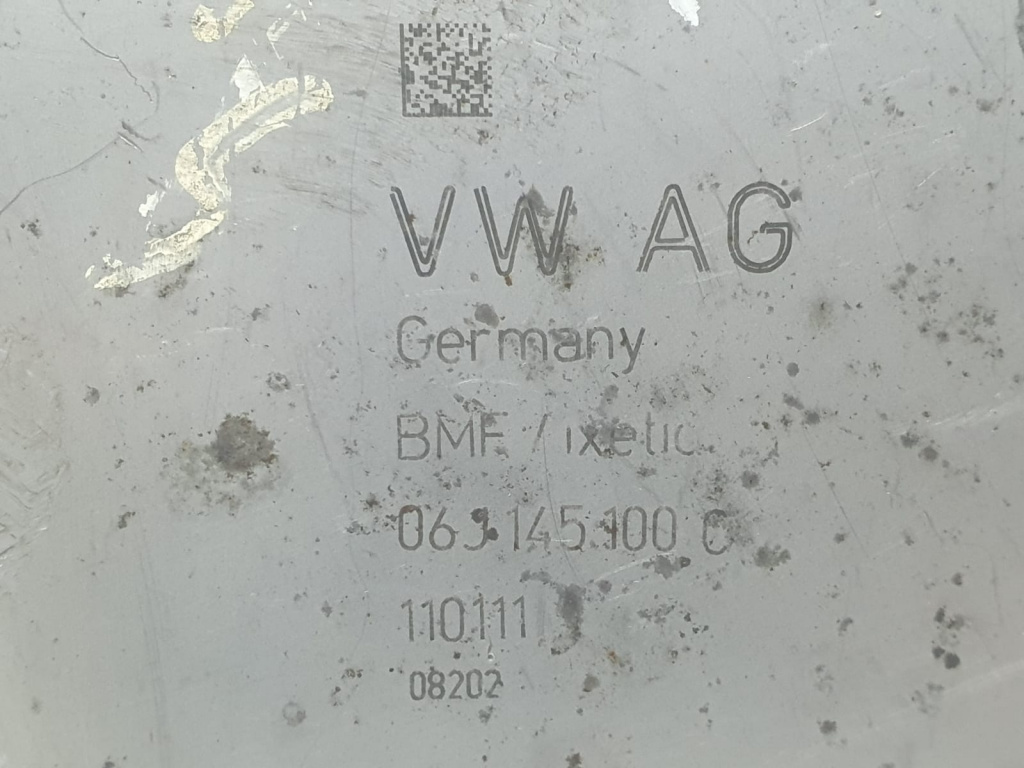 VW AG
Germany
BMF / ixetic
06J 145 100 C
110111
08202